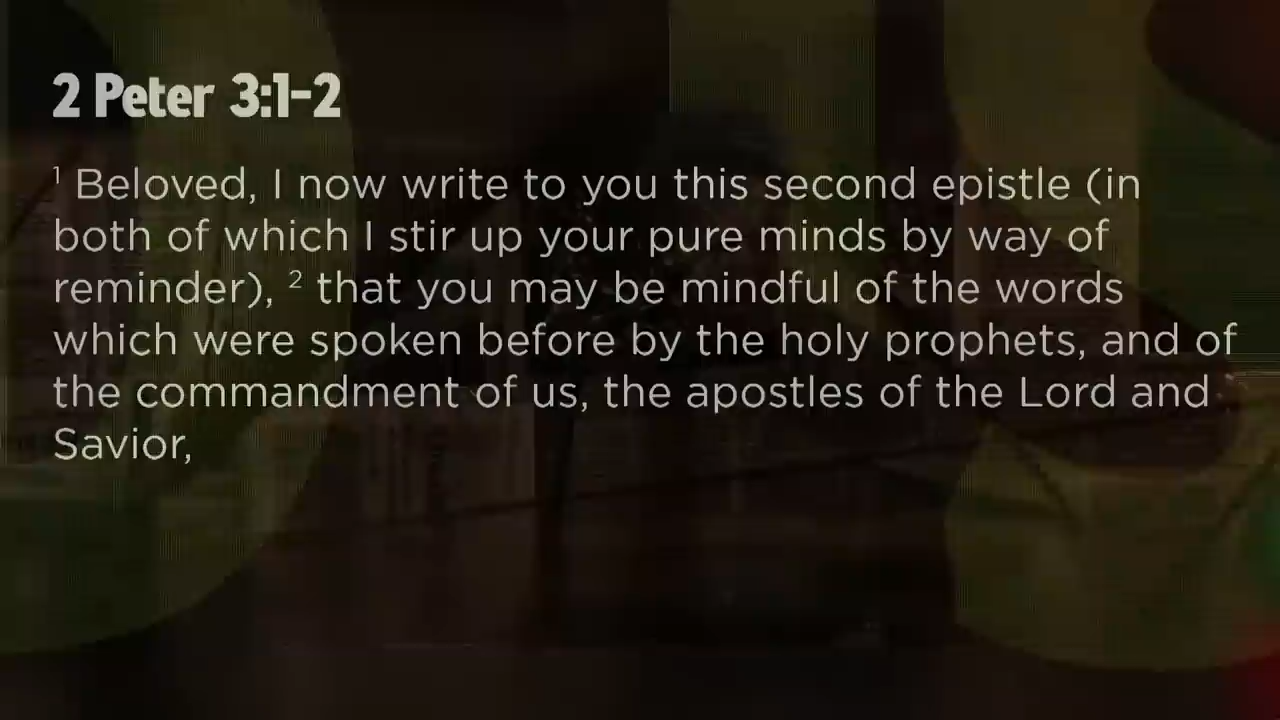 2 Peter 3:1-2
¹ Beloved, I now write to you this second epistle (in
both of which I stir up your pure minds by way of
reminder), ² that you may be mindful of the words
which were spoken before by the holy prophets, and of
the commandment of us, the apostles of the Lord and
Savior,